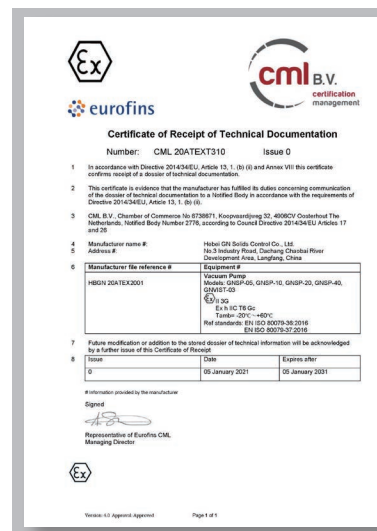 Ex
cml B.V.
certification
management
eurofins
Certificate of Receipt of Technical Documentation
Number: CML 20ATEXT310 Issue 0
1 In accordance with Directive 2014/34/EU, Article 13, 1. (b) (ii) and Annex VIII this certificate
confirms receipt of a dossier of technical documentation.
2 This certificate is evidence that the manufacturer has fulfilled its duties concerning communication
of the dossier of technical documentation to a Notified Body in accordance with the requirements of
Directive 2014/34/EU, Article 13, 1. (b) (ii).
3 CML B.V., Chamber of Commerce No 6738671, Koopvaardijweg 32, 4906CV Oosterhout The
Netherlands, Notified Body Number 2776, according to Council Directive 2014/34/EU Articles 17
and 26
4 Manufacturer name #: Hebei GN Solids Control Co., Ltd.
5 Address #: No.3 Industry Road, Dachang Chaobai River
Development Area, Langfang, China
6 Manufacturer file reference # Equipment #
HBGN 20ATEX2001 Vacuum Pump
Models: GNSP-05, GNSP-10, GNSP-20, GNSP-40,
GNVIST-03
Ex II 3G
Ex h IIC T6 Gc
Tamb= -20°C ~+60°C
Ref standards: EN ISO 80079-36:2016
EN ISO 80079-37:2016
7 Future modification or addition to the stored dossier of technical information will be acknowledged
by a further issue of this Certificate of Receipt
8 Issue Date Expires after
0 05 January 2021 05 January 2031
# Information provided by the manufacturer
Signed
Representative of Eurofins CML
Managing Director
Ex
Version: 4.0 Approval: Approved Page 1 of 1